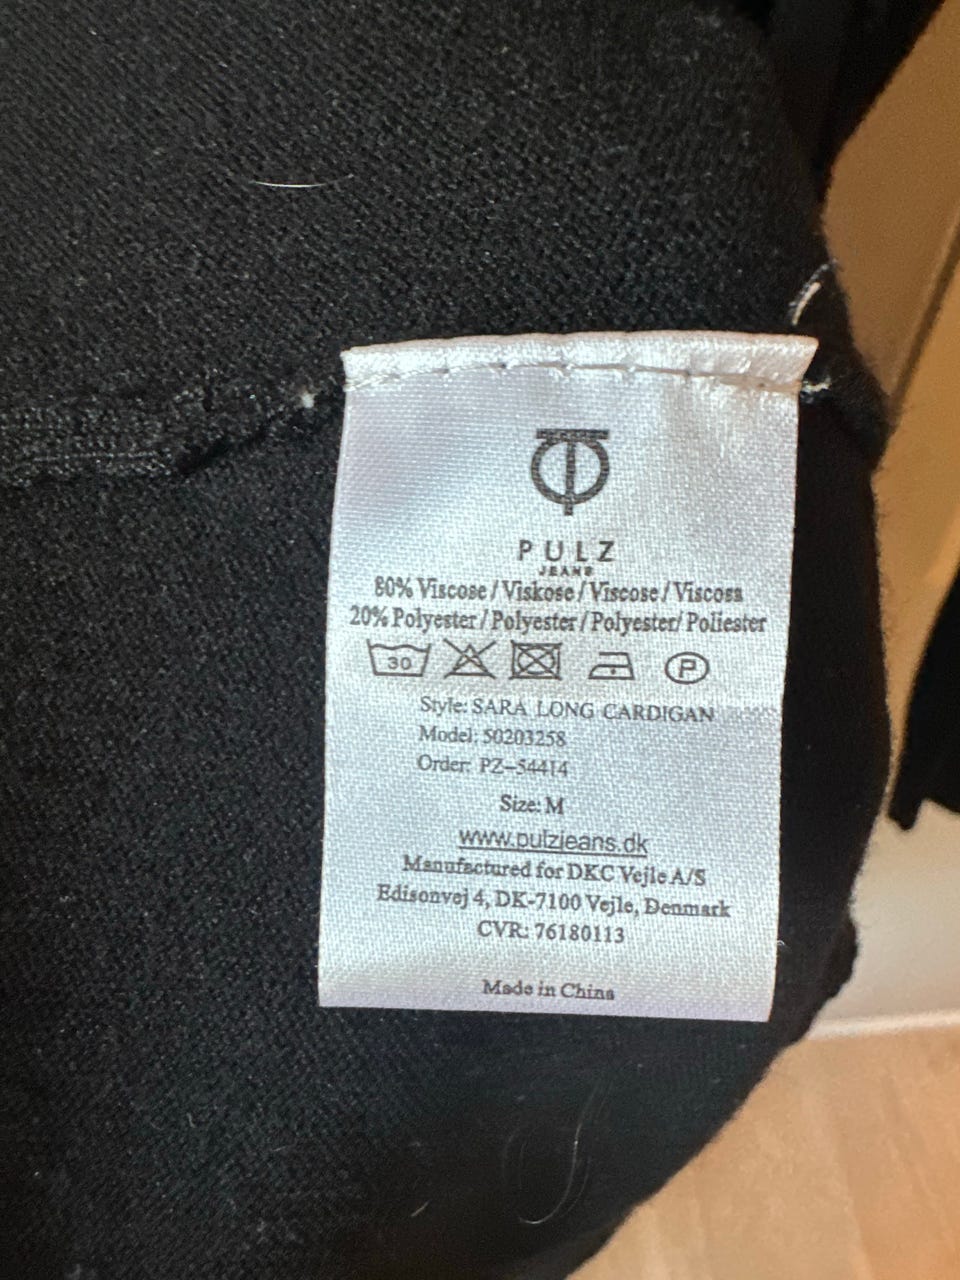 PULZ
JEANS
80% Viscose / Viskose / Viscose / Viscosa
20% Polyester / Polyester / Polyester/ Poliester
30
P
Style: SARA LONG CARDIGAN
Model: 50203258
Order: PZ-54414
Size: M
www.pulzjeans.dk
Manufactured for DKC Vejle A/S
Edisonvej 4, DK-7100 Vejle, Denmark
CVR: 76180113
Made in China